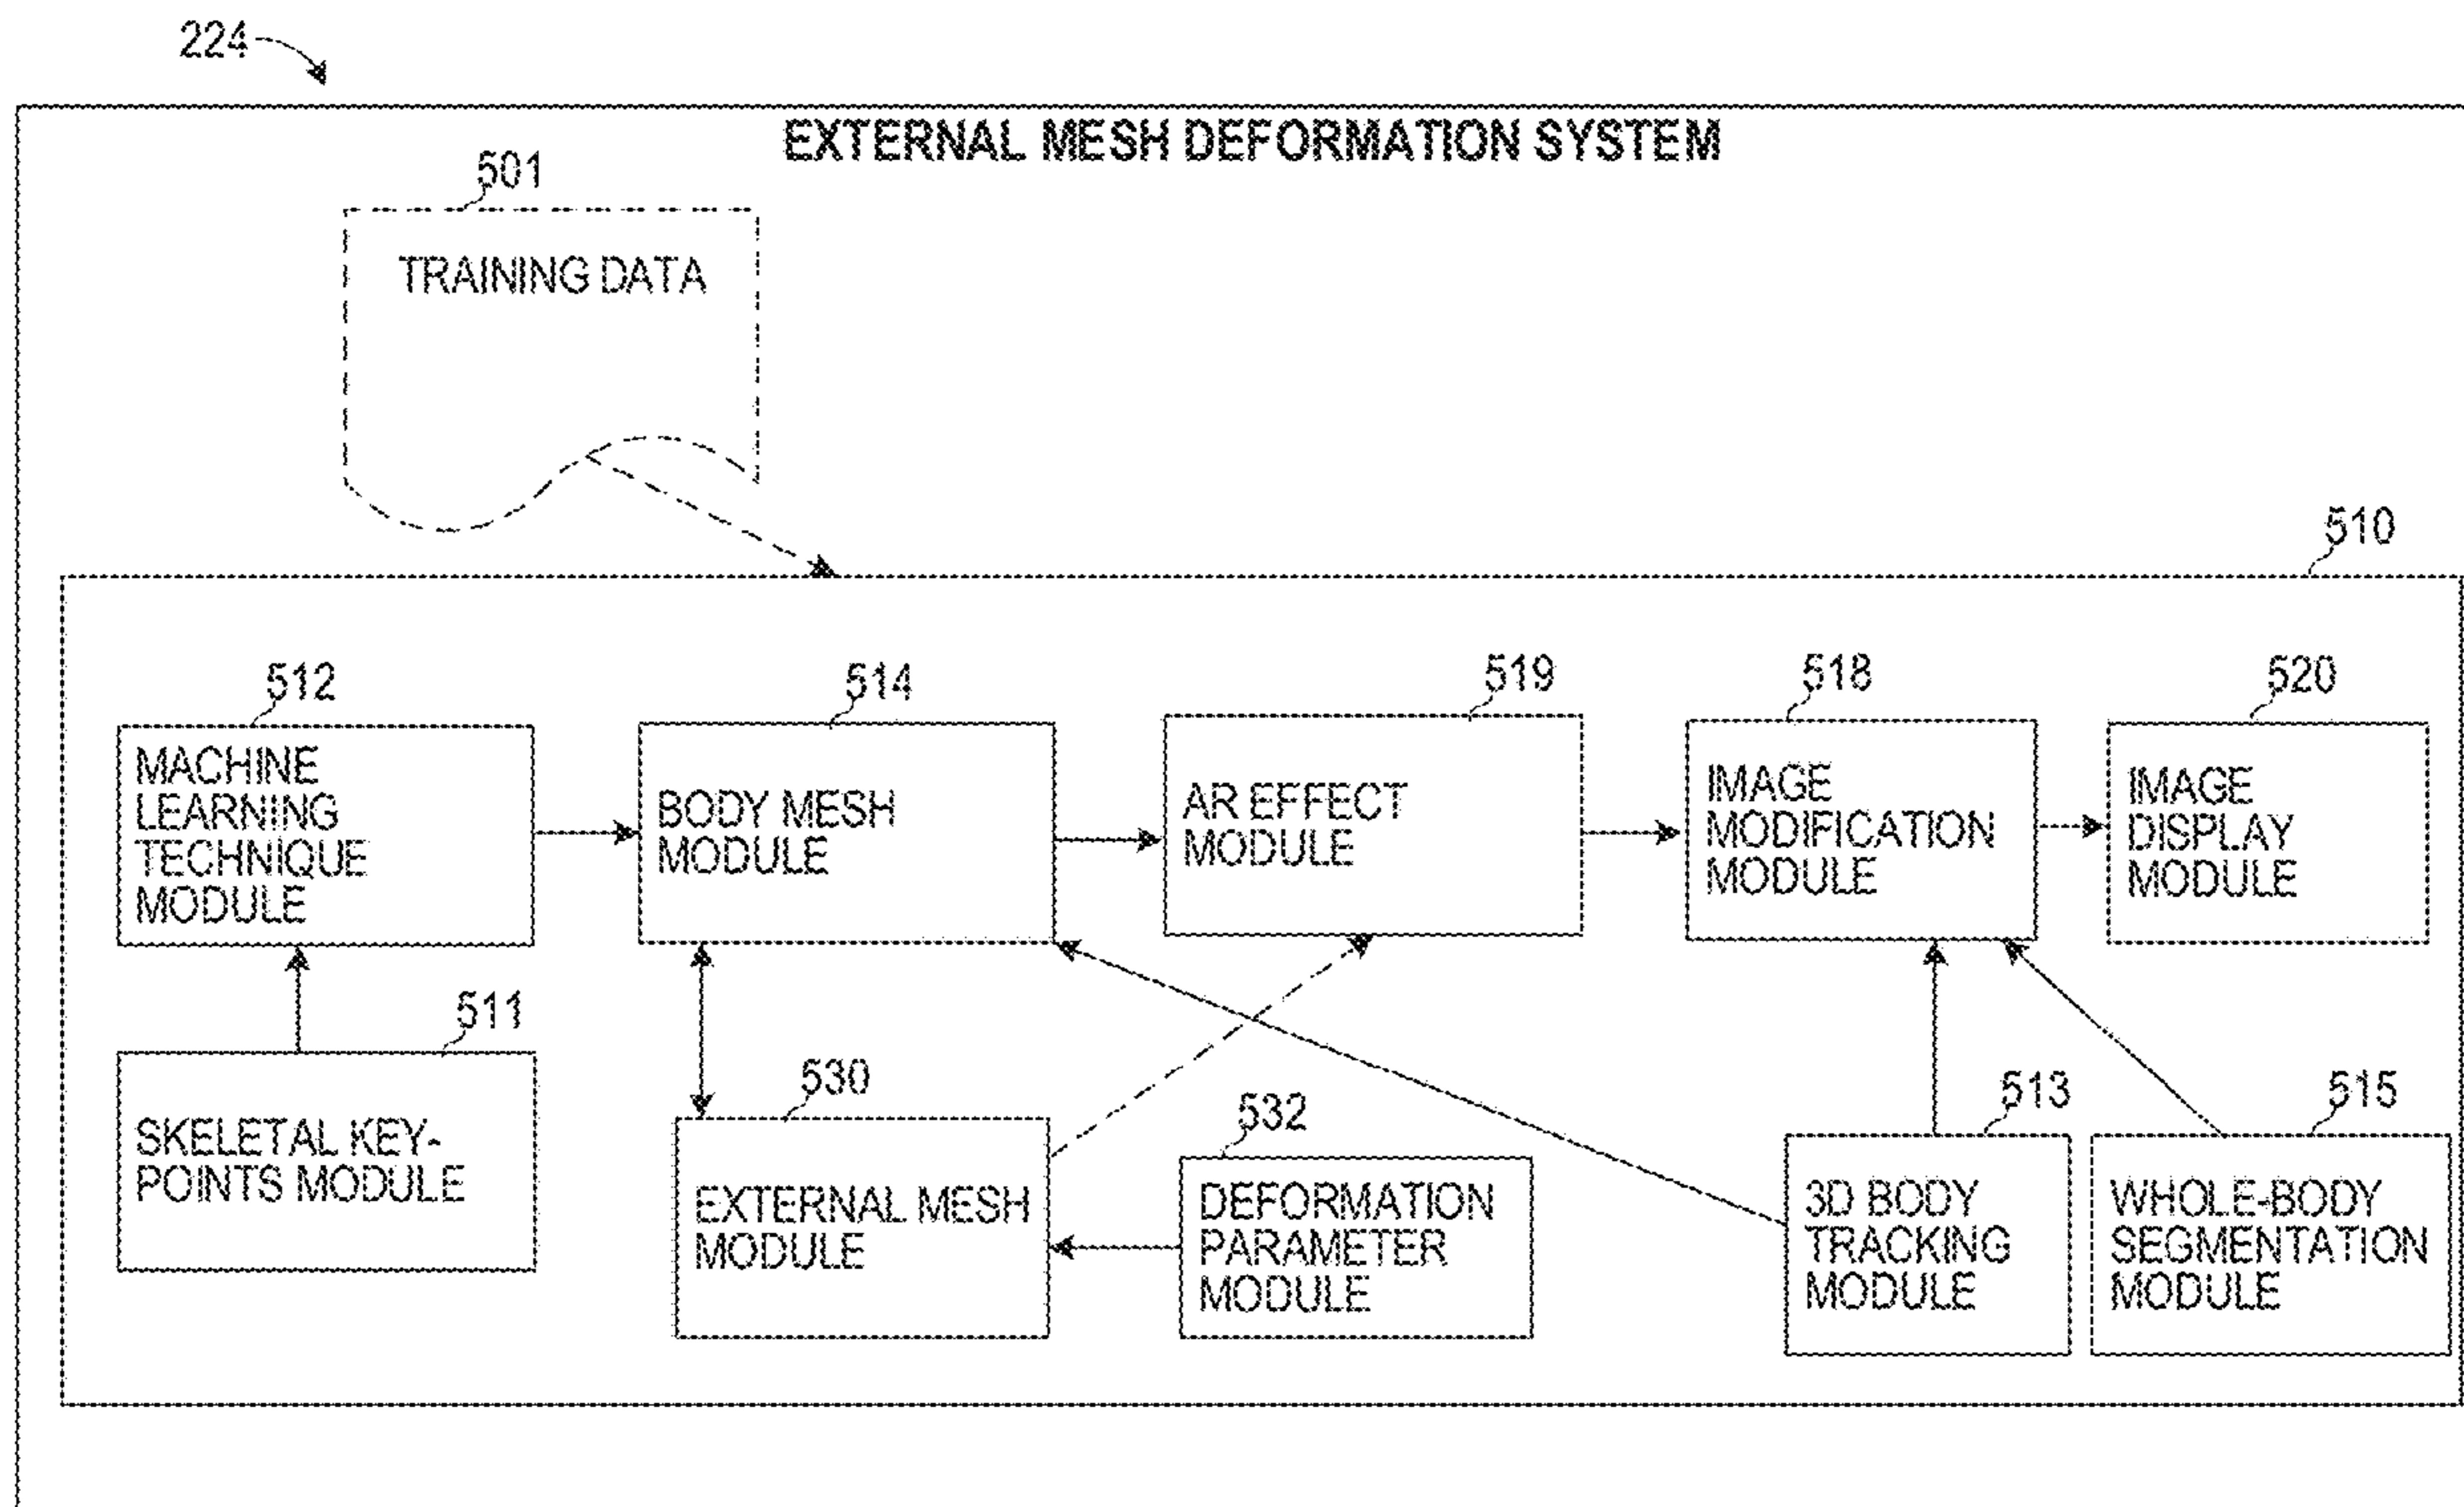 224
EXTERNAL MESH DEFORMATION SYSTEM
501
TRAINING DATA
510
512
MACHINE
LEARNING
TECHNIQUE
MODULE
514
BODY MESH
MODULE
519
AR EFFECT
MODULE
518
IMAGE
MODIFICATION
MODULE
520
IMAGE
DISPLAY
MODULE
511
SKELETAL KEY-
POINTS MODULE
530
EXTERNAL MESH
MODULE
532
DEFORMATION
PARAMETER
MODULE
513
3D BODY
TRACKING
MODULE
515
WHOLE-BODY
SEGMENTATION
MODULE